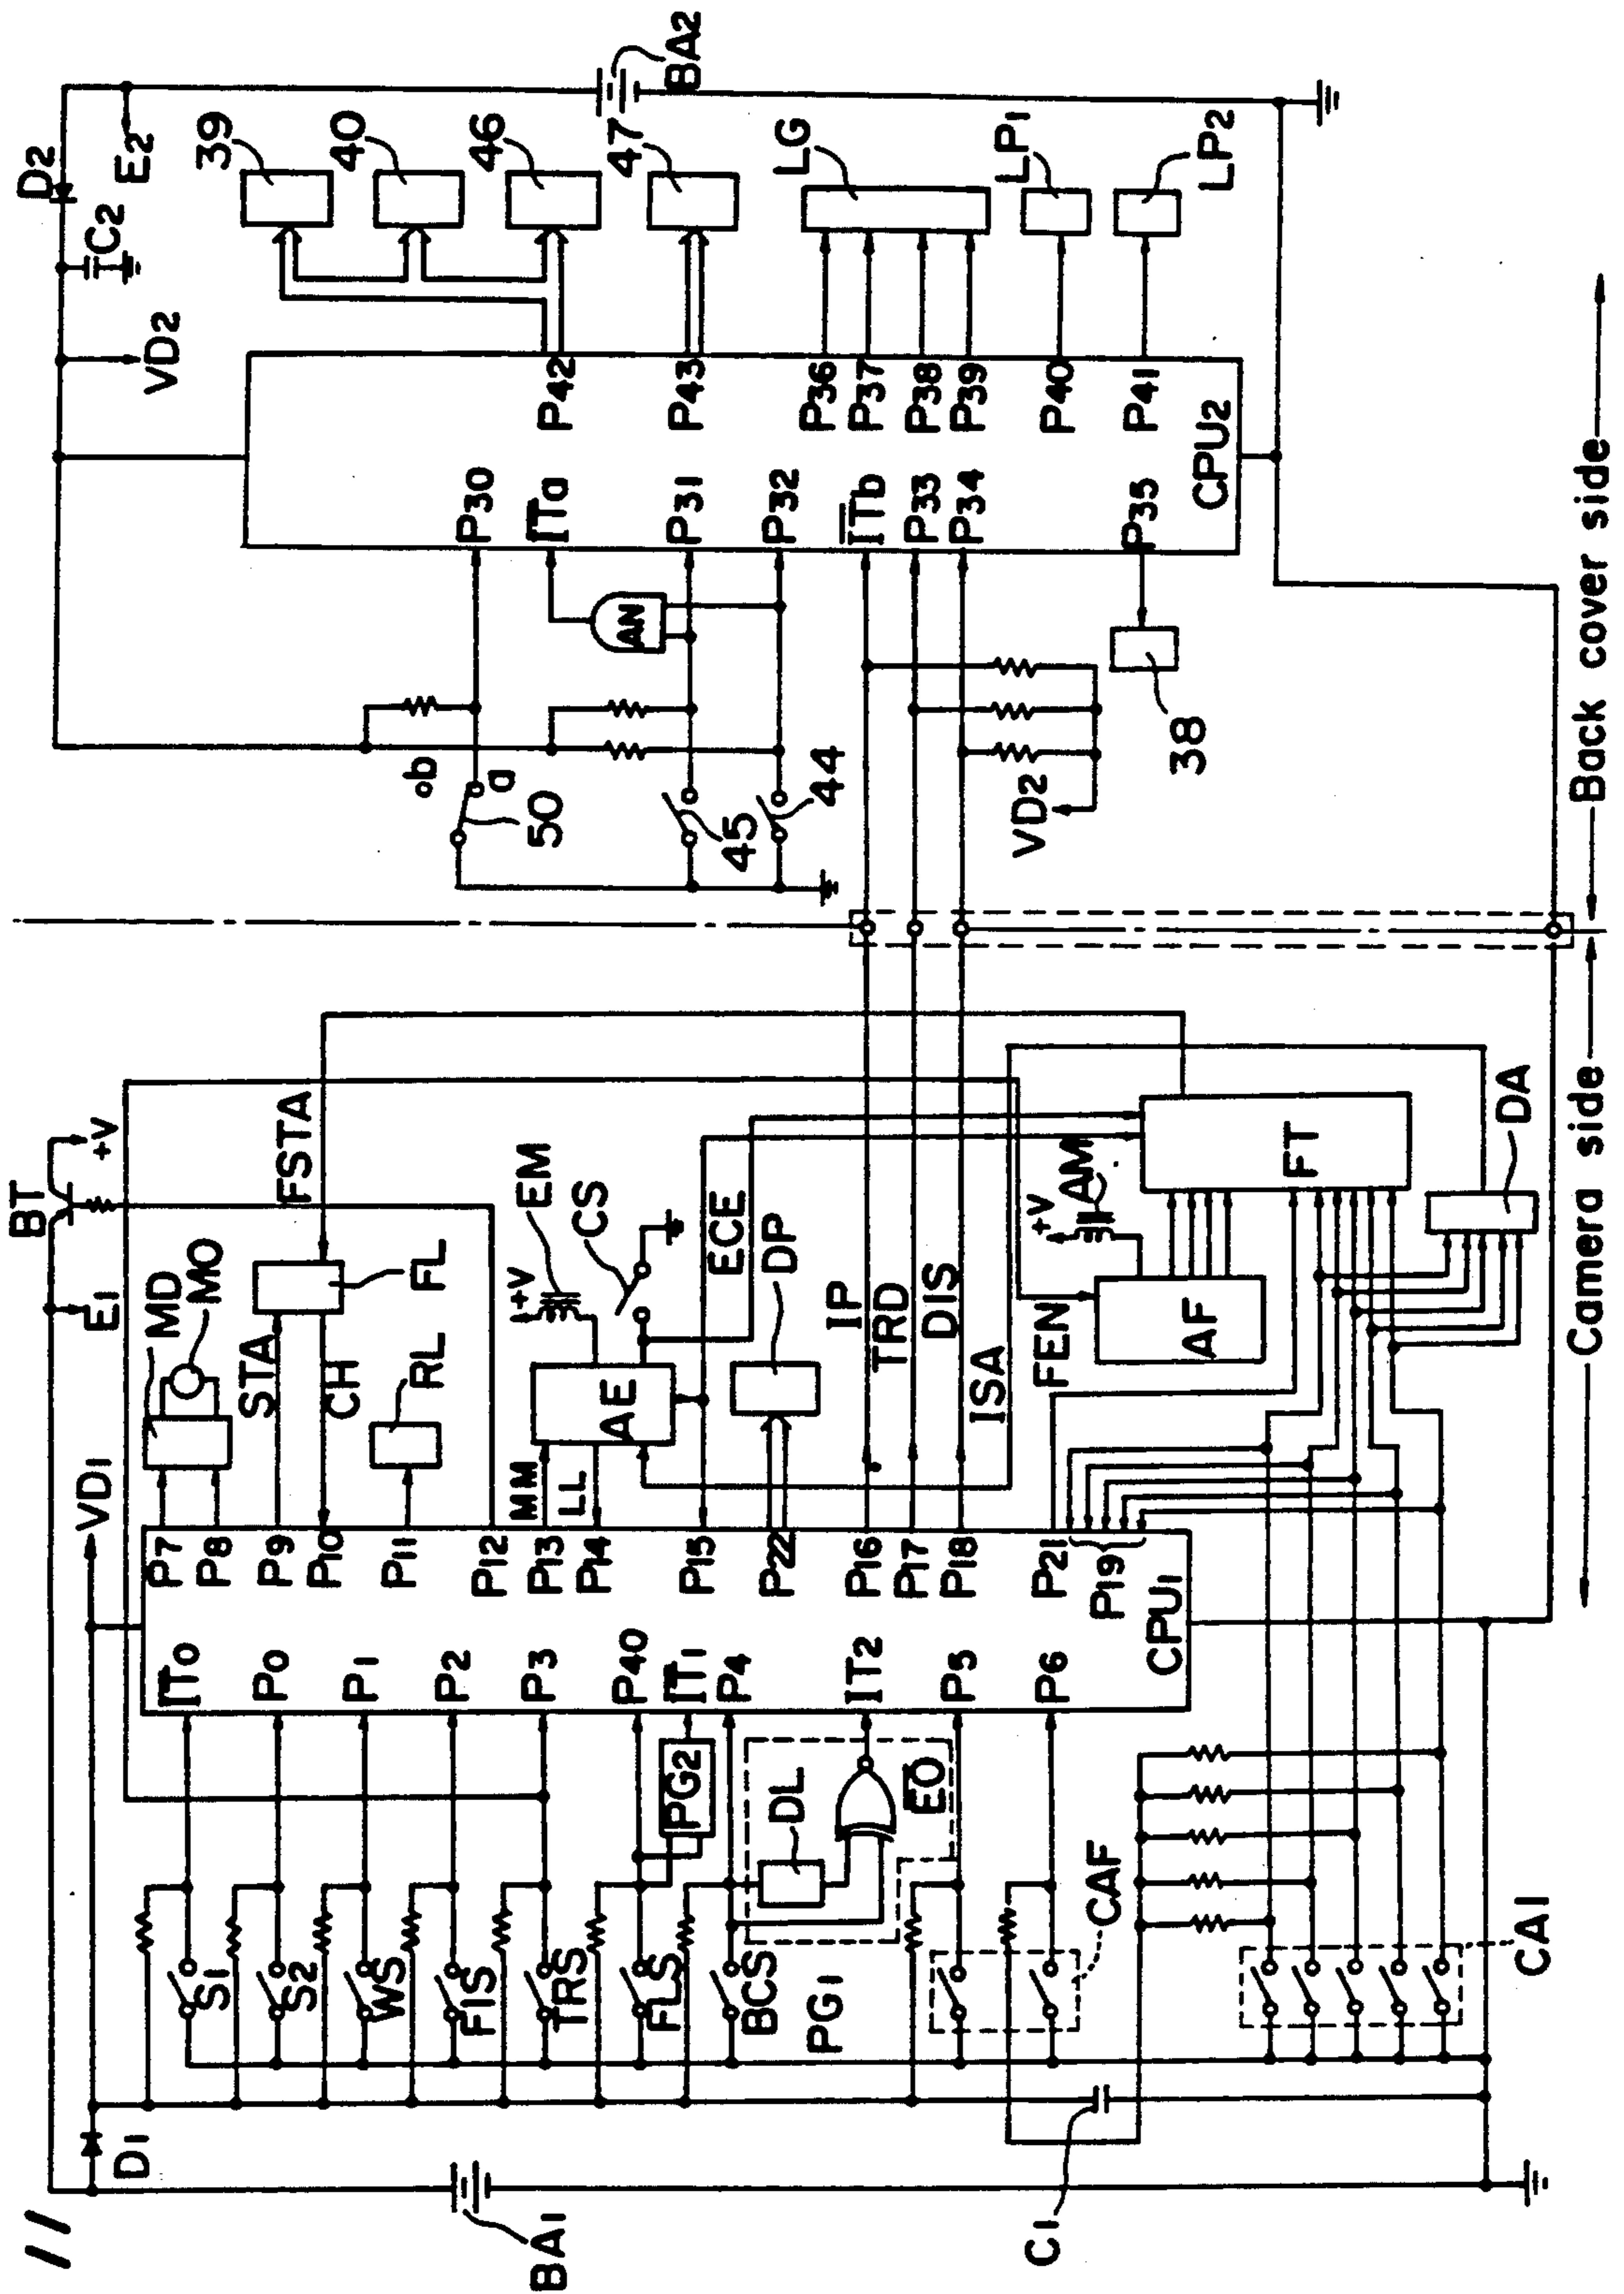 11
D2
E2
C2
VD2
BA2
39
40
46
47
LG
LP1
LP2
P42
P43
P36
P37
P38
P39
P40
P41
CPU2
P30
ITa
P31
P32
ITb
P33
P34
P35
AN
b
a
50
45
44
VD2
38
Back cover side
Camera side
BT
+V
E1
VD1
MD
MO
FSTA
STA
CH
FL
RL
EM
+V
CS
MM
LL
AE
ECE
DP
IP
TRD
DIS
ISA
FEN
+V
AM
AF
FT
DA
P7
P8
P9
P10
P11
P12
P13
P14
P15
P22
P16
P17
P18
P21
P19
CPU1
IT0
P0
P1
P2
P3
P40
IT1
P4
IT2
P5
P6
PG2
DL
EO
S1
S2
WS
FIS
TRS
FLS
BCS
PG1
CAF
CA1
D1
BA1
C1